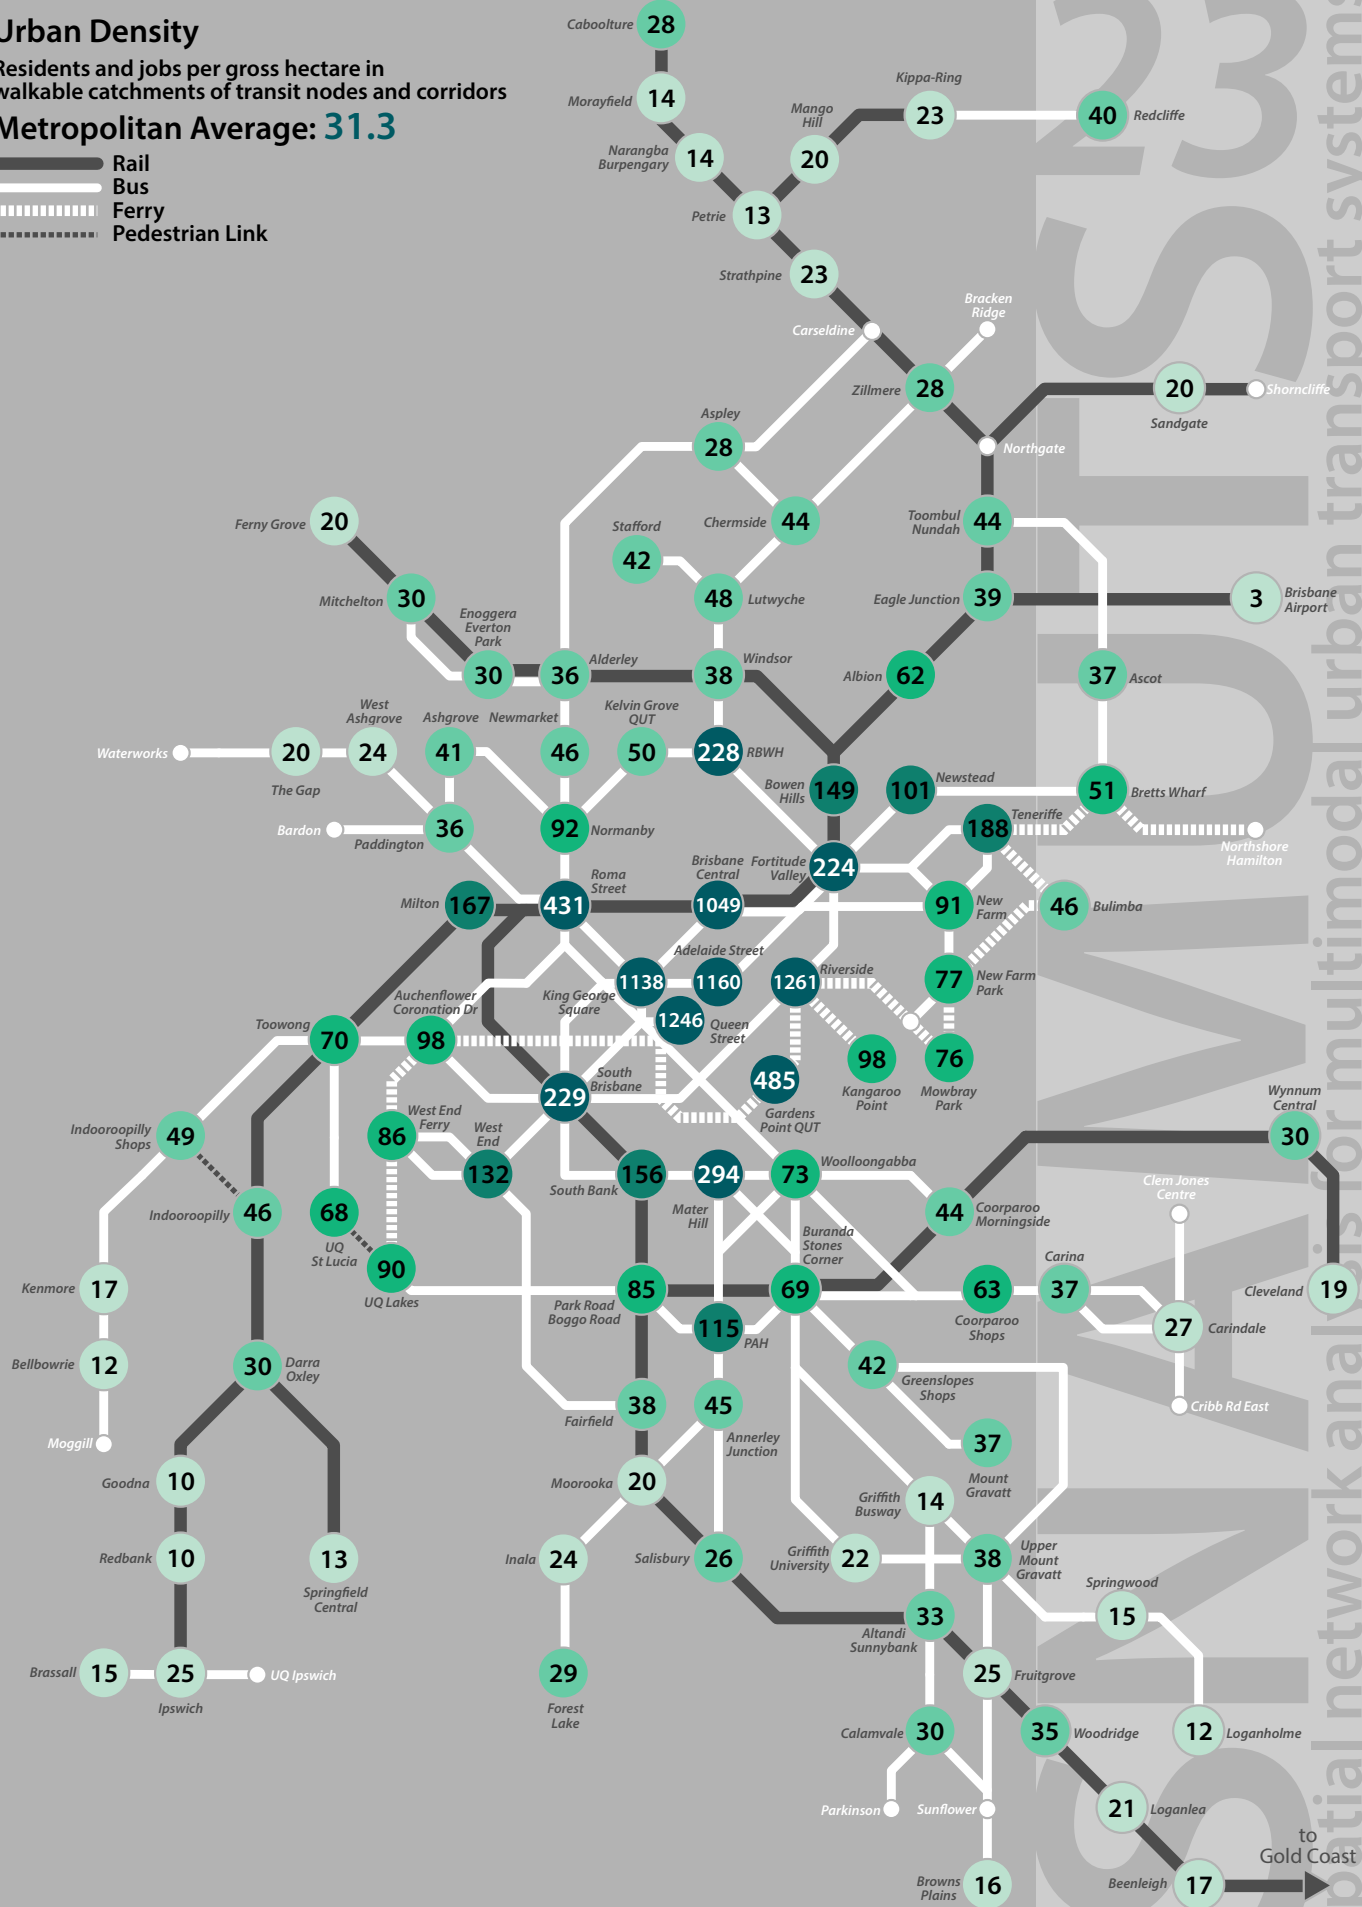 Urban Density
Residents and jobs per gross hectare in
walkable catchments of transit nodes and corridors
Metropolitan Average: 31.3
Rail
Bus
Ferry
Pedestrian Link
Caboolture 28
Morayfield 14
Narangba
Burpengary 14
Mango
Hill
20
Kippa-Ring
23
40 Redcliffe
Petrie 13
Strathpine 23
Carseldine
Bracken
Ridge
Zillmere 28
20
Sandgate
Shorncliffe
Aspley
28
Northgate
Ferny Grove 20
Stafford
42
Chermside 44
Toombul
Nundah 44
Mitchelton 30
48 Lutwyche
Eagle Junction 39
3 Brisbane
Airport
Enoggera
Everton
Park
30
36 Alderley
38 Windsor
Albion 62
37 Ascot
Waterworks
20
The Gap
West
Ashgrove
24
Ashgrove
41
Newmarket
46
Kelvin Grove
QUT
50
228 RBWH
Bowen
Hills 149
101 Newstead
51 Bretts Wharf
Bardon
36
Paddington
92 Normanby
188 Teneriffe
Northshore
Hamilton
Milton 167
Roma
Street
431
Brisbane
Central
1049
Fortitude
Valley 224
91 New
Farm
46 Bulimba
Adelaide Street
King George
Square 1138
1160
1261 Riverside
77 New Farm
Park
1246 Queen
Street
Toowong 70
Auchenflower
Coronation Dr
98
98
Kangaroo
Point
76
Mowbray
Park
485
Gardens
Point QUT
South
Brisbane
229
Indooroopilly
Shops 49
West End
Ferry
86
West
End
132
South Bank 156
294
Mater
Hill
73 Woolloongabba
Wynnum
Central
30
Clem Jones
Centre
Indooroopilly 46
68
UQ
St Lucia
90
UQ Lakes
44 Coorparoo
Morningside
Kenmore 17
85
Park Road
Boggo Road
Buranda
Stones
Corner
69
63
Coorparoo
Shops
Carina
37
Cleveland 19
115 PAH
27 Carindale
Bellbowrie 12
30 Darra
Oxley
42
Greenslopes
Shops
Moggill
38
Fairfield
45
Annerley
Junction
Cribb Rd East
37
Mount
Gravatt
Goodna 10
Moorooka 20
Griffith
Busway 14
Redbank 10
13
Springfield
Central
Inala 24
Salisbury 26
Griffith
University 22
38 Upper
Mount
Gravatt
Springwood
15
33
Altandi
Sunnybank
Brassall 15
25
Ipswich
UQ Ipswich
29
Forest
Lake
25 Fruitgrove
Calamvale 30
35 Woodridge
12 Loganholme
Parkinson
Sunflower
21 Loganlea
to
Gold Coast
Browns
Plains 16
Beenleigh 17
SNAMUTS 23
spatial network analysis for multimodal urban transport systems